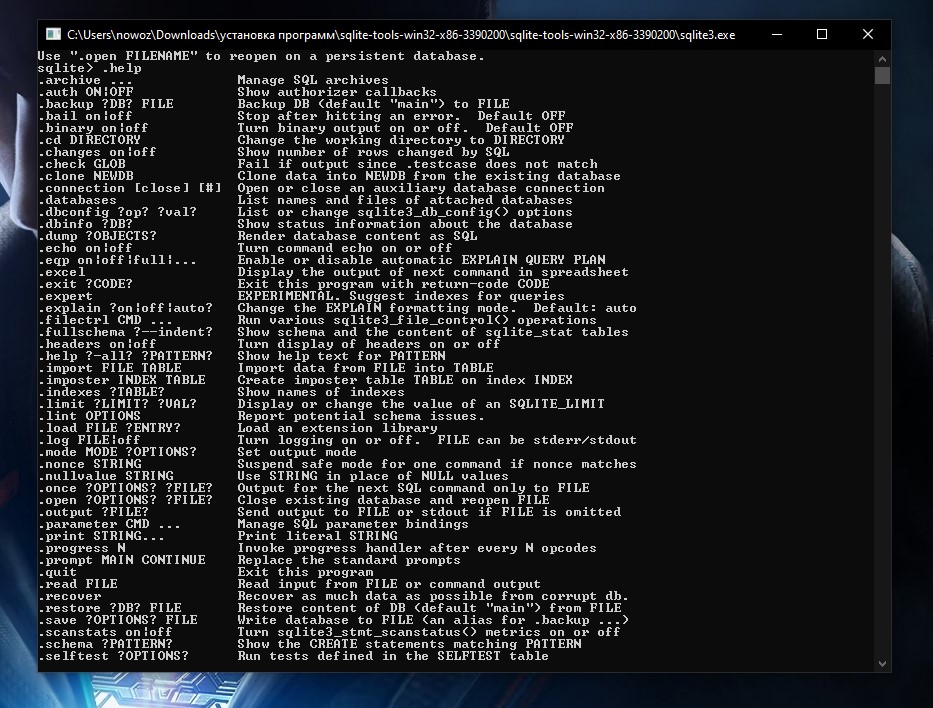 C:\Users\nowoz\Downloads\установка программ\sqlite-tools-win32-x86-3390200\sqlite-tools-win32-x86-3390200\sqlite3.exe
Use ".open FILENAME" to reopen on a persistent database.
sqlite> .help
.archive ... Manage SQL archives
.auth ON|OFF Show authorizer callbacks
.backup ?DB? FILE Backup DB (default "main") to FILE
.bail on|off Stop after hitting an error. Default OFF
.binary on|off Turn binary output on or off. Default OFF
.cd DIRECTORY Change the working directory to DIRECTORY
.changes on|off Show number of rows changed by SQL
.check GLOB Fail if output since .testcase does not match
.clone NEWDB Clone data into NEWDB from the existing database
.connection [close] [#] Open or close an auxiliary database connection
.databases List names and files of attached databases
.dbconfig ?op? ?val? List or change sqlite3_db_config() options
.dbinfo ?DB? Show status information about the database
.dump ?OBJECTS? Render database content as SQL
.echo on|off Turn command echo on or off
.eqp on|off|full|... Enable or disable automatic EXPLAIN QUERY PLAN
.excel Display the output of next command in spreadsheet
.exit ?CODE? Exit this program with return-code CODE
.expert EXPERIMENTAL. Suggest indexes for queries
.explain ?on|off|auto? Change the EXPLAIN formatting mode. Default: auto
.filectrl CMD ... Run various sqlite3_file_control() operations
.fullschema ?--indent? Show schema and the content of sqlite_stat tables
.headers on|off Turn display of headers on or off
.help ?-all? ?PATTERN? Show help text for PATTERN
.import FILE TABLE Import data from FILE into TABLE
.imposter INDEX TABLE Create imposter table TABLE on index INDEX
.indexes ?TABLE? Show names of indexes
.limit ?LIMIT? ?VAL? Display or change the value of an SQLITE_LIMIT
.lint OPTIONS Report potential schema issues.
.load FILE ?ENTRY? Load an extension library
.log FILE|off Turn logging on or off. FILE can be stderr/stdout
.mode MODE ?OPTIONS? Set output mode
.nonce STRING Suspend safe mode for one command if nonce matches
.nullvalue STRING Use STRING in place of NULL values
.once ?OPTIONS? ?FILE? Output for the next SQL command only to FILE
.open ?OPTIONS? ?FILE? Close existing database and reopen FILE
.output ?FILE? Send output to FILE or stdout if FILE is omitted
.parameter CMD ... Manage SQL parameter bindings
.print STRING... Print literal STRING
.progress N Invoke progress handler after every N opcodes
.prompt MAIN CONTINUE Replace the standard prompts
.quit Exit this program
.read FILE Read input from FILE or command output
.recover Recover as much data as possible from corrupt db.
.restore ?DB? FILE Restore content of DB (default "main") from FILE
.save ?OPTIONS? FILE Write database to FILE (an alias for .backup ...)
.scanstats on|off Turn sqlite3_stmt_scanstatus() metrics on or off
.schema ?PATTERN? Show the CREATE statements matching PATTERN
.selftest ?OPTIONS? Run tests defined in the SELFTEST table